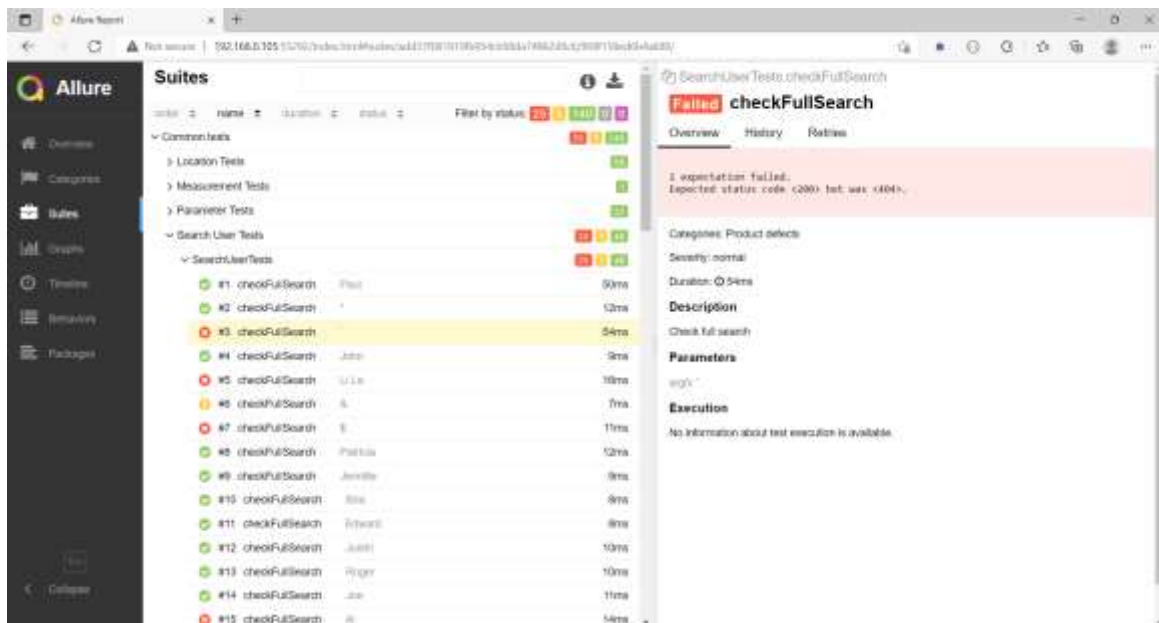 Allure Report
Not secure
Allure
Overview
Categories
Suites
Graphs
Timeline
Behaviors
Packages
Collapse
Suites
order name duration status Filter by status:
Common tests
Location Tests
Measurement Tests
Parameter Tests
Search User Tests
SearchUserTests
#1 checkFullSearch Paul 50ms
#2 checkFullSearch 12ms
#3 checkFullSearch 54ms
#4 checkFullSearch John 9ms
#5 checkFullSearch 16ms
#6 checkFullSearch 7ms
#7 checkFullSearch 11ms
#8 checkFullSearch Patricia 12ms
#9 checkFullSearch Jennifer 9ms
#10 checkFullSearch 8ms
#11 checkFullSearch Edward 8ms
#12 checkFullSearch Justin 10ms
#13 checkFullSearch Roger 10ms
#14 checkFullSearch Joe 11ms
#15 checkFullSearch 14ms
SearchUserTests.checkFullSearch
Failed checkFullSearch
Overview History Retries
1 expectation failed.
Expected status code <200> but was <404>.
Categories: Product defects
Severity: normal
Duration: 54ms
Description
Check full search
Parameters
Execution
No information about test execution is available.